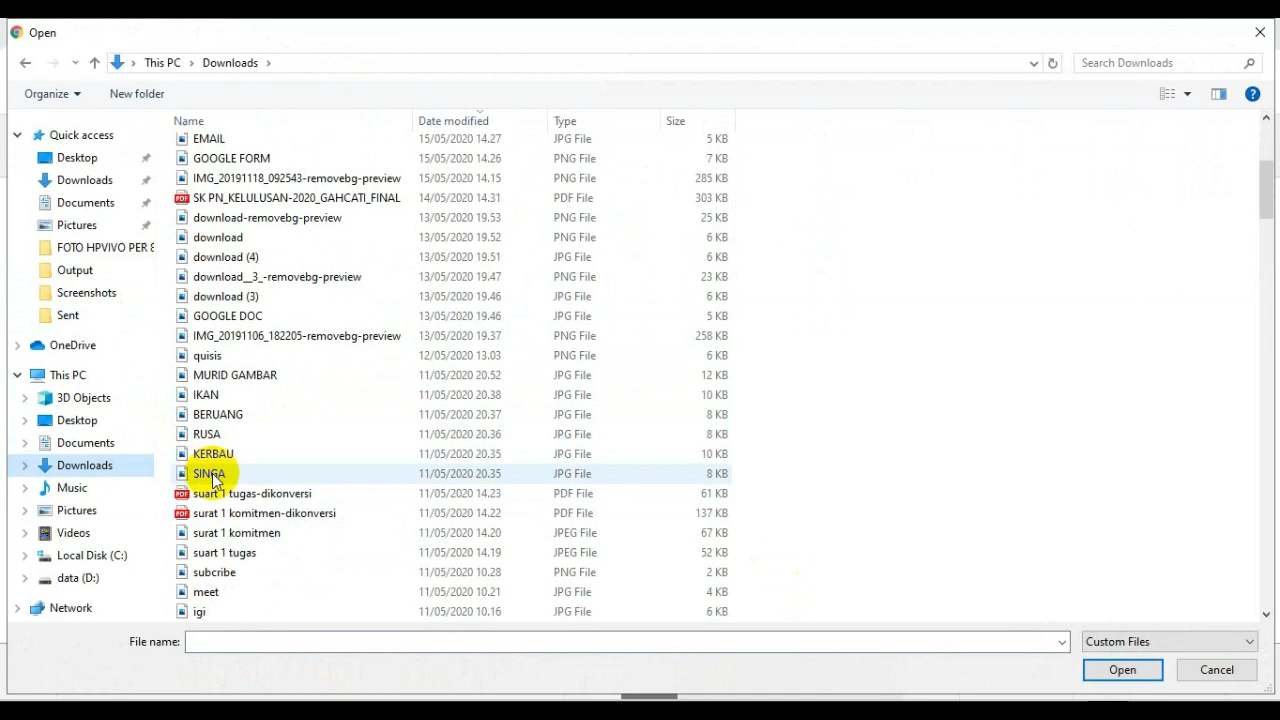 Open
This PC > Downloads >
Search Downloads
Organize
New folder
Name Date modified Type Size
Quick access
Desktop
Downloads
Documents
Pictures
FOTO HPVIVO PER 8
Output
Screenshots
Sent
OneDrive
This PC
3D Objects
Desktop
Documents
Downloads
Music
Pictures
Videos
Local Disk (C:)
data (D:)
Network
EMAIL 15/05/2020 14.27 JPG File 5 KB
GOOGLE FORM 15/05/2020 14.26 PNG File 7 KB
IMG_20191118_092543-removebg-preview 15/05/2020 14.15 PNG File 285 KB
PDF SK PN_KELULUSAN-2020_GAHCATI_FINAL 14/05/2020 14.31 PDF File 303 KB
download-removebg-preview 13/05/2020 19.53 PNG File 25 KB
download 13/05/2020 19.52 PNG File 6 KB
download (4) 13/05/2020 19.51 JPG File 6 KB
download__3_-removebg-preview 13/05/2020 19.47 PNG File 23 KB
download (3) 13/05/2020 19.46 JPG File 6 KB
GOOGLE DOC 13/05/2020 19.46 JPG File 5 KB
IMG_20191106_182205-removebg-preview 13/05/2020 19.37 PNG File 258 KB
quisis 12/05/2020 13.03 PNG File 6 KB
MURID GAMBAR 11/05/2020 20.52 JPG File 12 KB
IKAN 11/05/2020 20.38 JPG File 10 KB
BERUANG 11/05/2020 20.37 JPG File 8 KB
RUSA 11/05/2020 20.36 JPG File 8 KB
KERBAU 11/05/2020 20.35 JPG File 10 KB
SINGA 11/05/2020 20.35 JPG File 8 KB
PDF suart 1 tugas-dikonversi 11/05/2020 14.23 PDF File 61 KB
PDF surat 1 komitmen-dikonversi 11/05/2020 14.22 PDF File 137 KB
surat 1 komitmen 11/05/2020 14.20 JPEG File 67 KB
suart 1 tugas 11/05/2020 14.19 JPEG File 52 KB
subcribe 11/05/2020 10.28 PNG File 2 KB
meet 11/05/2020 10.21 JPG File 4 KB
igi 11/05/2020 10.16 JPG File 6 KB
File name:
Custom Files
Open
Cancel